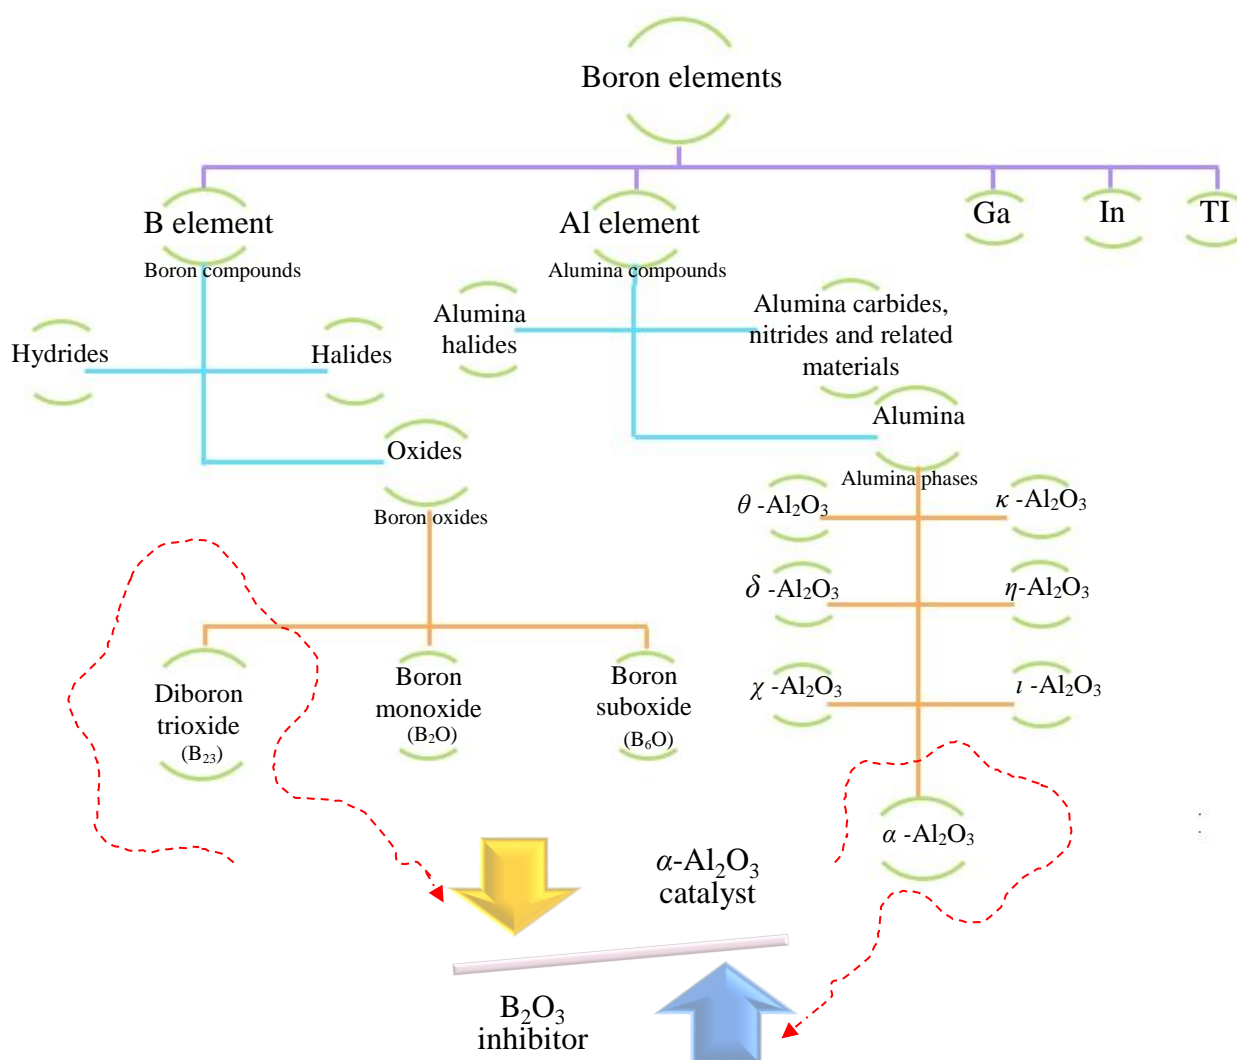 Boron elements
B element
Al element
Ga
In
TI
Boron compounds
Alumina compounds
Hydrides
Halides
Alumina
halides
Alumina carbides,
nitrides and related
materials
Oxides
Alumina
Boron oxides
Alumina phases
θ -Al₂O₃
κ -Al₂O₃
δ -Al₂O₃
η-Al₂O₃
χ -Al₂O₃
ι -Al₂O₃
α -Al₂O₃
Diboron
trioxide
(B₂₃)
Boron
monoxide
(B₂O)
Boron
suboxide
(B₆O)
α-Al₂O₃
catalyst
B₂O₃
inhibitor